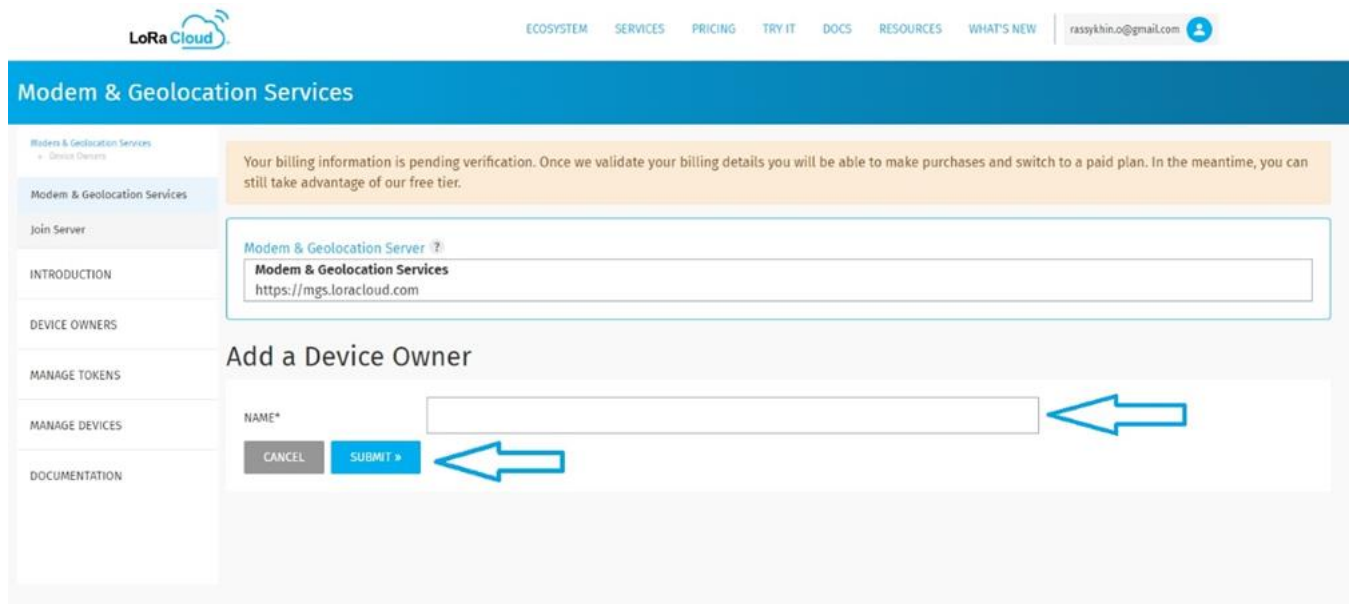 LoRa Cloud
ECOSYSTEM SERVICES PRICING TRY IT DOCS RESOURCES WHAT'S NEW rassykhin.o@gmail.com
Modem & Geolocation Services
Modem & Geolocation Services
» Device Owners
Modem & Geolocation Services
Join Server
INTRODUCTION
DEVICE OWNERS
MANAGE TOKENS
MANAGE DEVICES
DOCUMENTATION
Your billing information is pending verification. Once we validate your billing details you will be able to make purchases and switch to a paid plan. In the meantime, you can
still take advantage of our free tier.
Modem & Geolocation Server ?
Modem & Geolocation Services
https://mgs.loracloud.com
Add a Device Owner
NAME*
CANCEL SUBMIT »